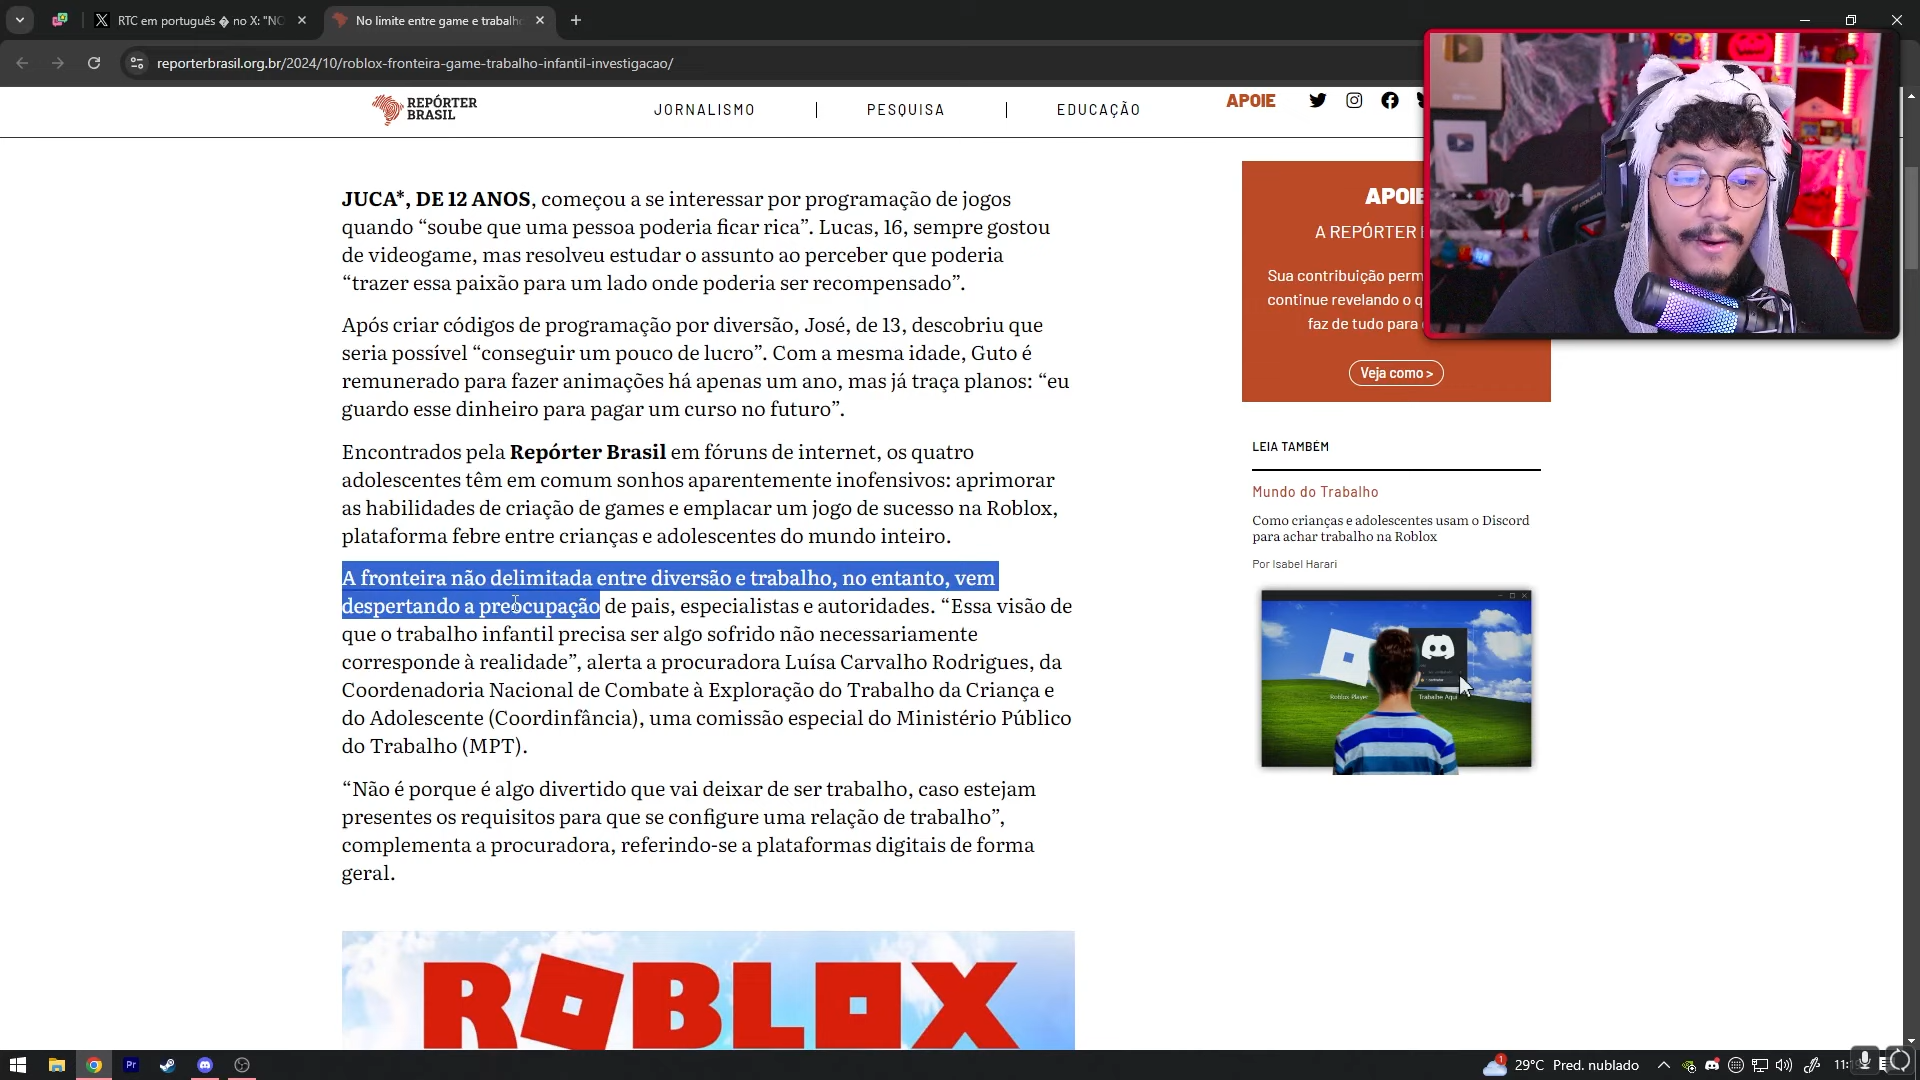 RTC em português � no X: "NO
No limite entre game e trabalh
reporterbrasil.org.br/2024/10/roblox-fronteira-game-trabalho-infantil-investigacao/
REPÓRTER
BRASIL
JORNALISMO | PESQUISA | EDUCAÇÃO
APOIE
JUCA*, DE 12 ANOS, começou a se interessar por programação de jogos
quando “soube que uma pessoa poderia ficar rica”. Lucas, 16, sempre gostou
de videogame, mas resolveu estudar o assunto ao perceber que poderia
“trazer essa paixão para um lado onde poderia ser recompensado”.
Após criar códigos de programação por diversão, José, de 13, descobriu que
seria possível “conseguir um pouco de lucro”. Com a mesma idade, Guto é
remunerado para fazer animações há apenas um ano, mas já traça planos: “eu
guardo esse dinheiro para pagar um curso no futuro”.
Encontrados pela Repórter Brasil em fóruns de internet, os quatro
adolescentes têm em comum sonhos aparentemente inofensivos: aprimorar
as habilidades de criação de games e emplacar um jogo de sucesso na Roblox,
plataforma febre entre crianças e adolescentes do mundo inteiro.
A fronteira não delimitada entre diversão e trabalho, no entanto, vem
despertando a preocupação de pais, especialistas e autoridades. “Essa visão de
que o trabalho infantil precisa ser algo sofrido não necessariamente
corresponde à realidade”, alerta a procuradora Luísa Carvalho Rodrigues, da
Coordenadoria Nacional de Combate à Exploração do Trabalho da Criança e
do Adolescente (Coordinfância), uma comissão especial do Ministério Público
do Trabalho (MPT).
“Não é porque é algo divertido que vai deixar de ser trabalho, caso estejam
presentes os requisitos para que se configure uma relação de trabalho”,
complementa a procuradora, referindo-se a plataformas digitais de forma
geral.
ROBLOX
APOIE
A REPÓRTER
Sua contribuição perm
continue revelando o q
faz de tudo para
Veja como >
LEIA TAMBÉM
Mundo do Trabalho
Como crianças e adolescentes usam o Discord
para achar trabalho na Roblox
Por Isabel Harari
Roblox Player
Trabalhe Aqui
Pr
1
29°C Pred. nublado